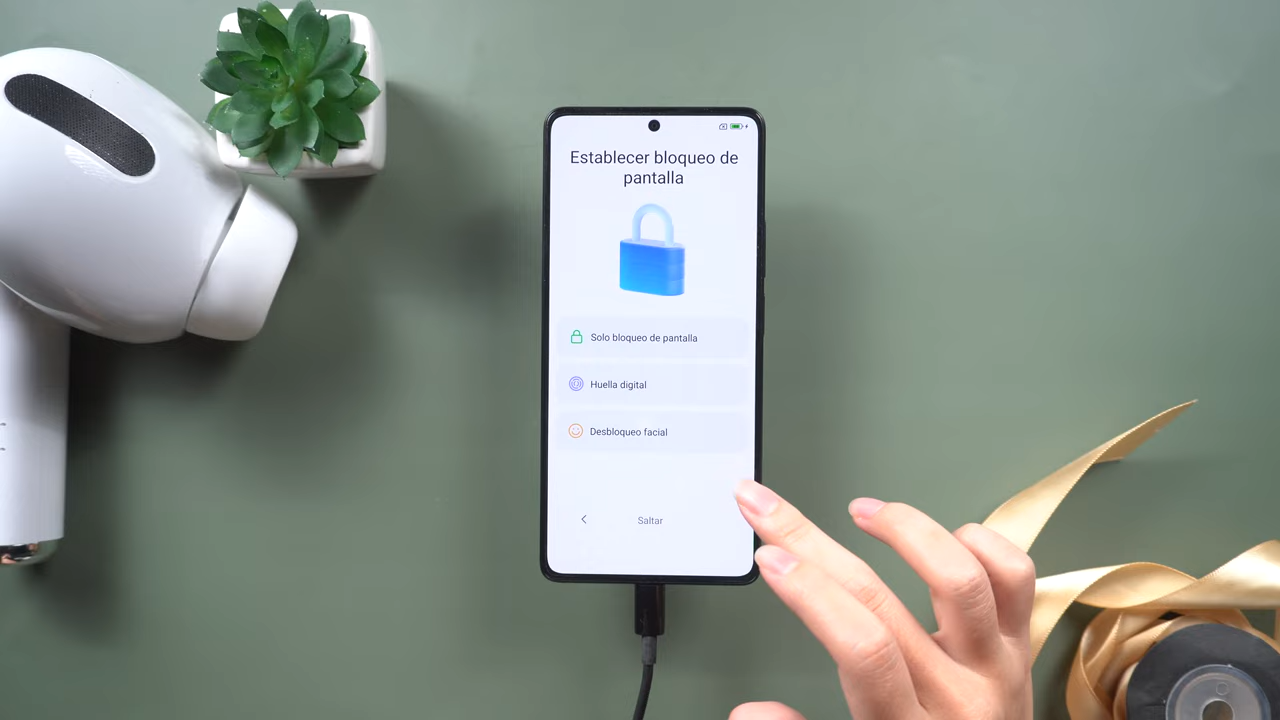 Establecer bloqueo de
pantalla
Solo bloqueo de pantalla
Huella digital
Desbloqueo facial
Saltar